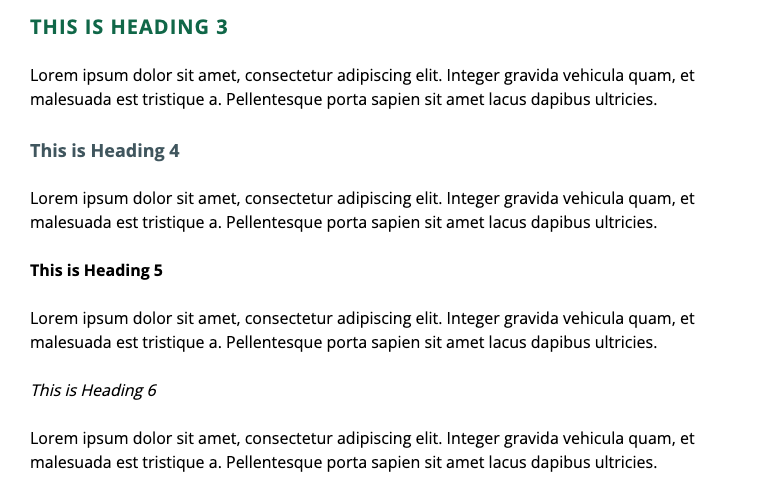 THIS IS HEADING 3
Lorem ipsum dolor sit amet, consectetur adipiscing elit. Integer gravida vehicula quam, et
malesuada est tristique a. Pellentesque porta sapien sit amet lacus dapibus ultricies.
This is Heading 4
Lorem ipsum dolor sit amet, consectetur adipiscing elit. Integer gravida vehicula quam, et
malesuada est tristique a. Pellentesque porta sapien sit amet lacus dapibus ultricies.
This is Heading 5
Lorem ipsum dolor sit amet, consectetur adipiscing elit. Integer gravida vehicula quam, et
malesuada est tristique a. Pellentesque porta sapien sit amet lacus dapibus ultricies.
This is Heading 6
Lorem ipsum dolor sit amet, consectetur adipiscing elit. Integer gravida vehicula quam, et
malesuada est tristique a. Pellentesque porta sapien sit amet lacus dapibus ultricies.